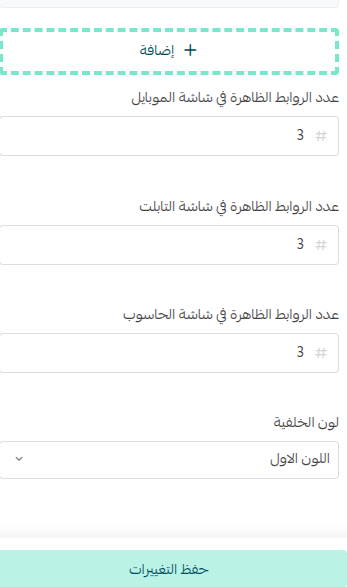 + إضافة
عدد الروابط الظاهرة في شاشة الموبايل
# 3
عدد الروابط الظاهرة في شاشة التابلت
# 3
عدد الروابط الظاهرة في شاشة الحاسوب
# 3
لون الخلفية
اللون الاول
حفظ التغييرات